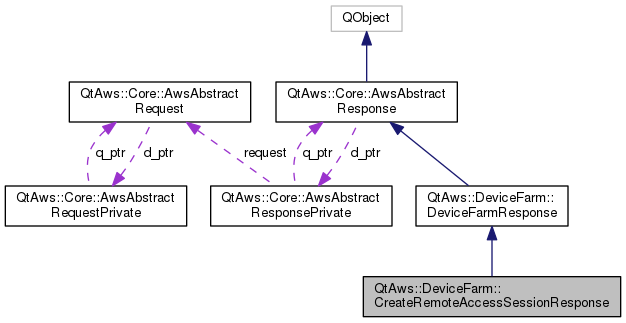 QObject
QtAws::Core::AwsAbstract
Request
QtAws::Core::AwsAbstract
Response
q_ptr
d_ptr
request
q_ptr
d_ptr
QtAws::Core::AwsAbstract
RequestPrivate
QtAws::Core::AwsAbstract
ResponsePrivate
QtAws::DeviceFarm::
DeviceFarmResponse
QtAws::DeviceFarm::
CreateRemoteAccessSessionResponse